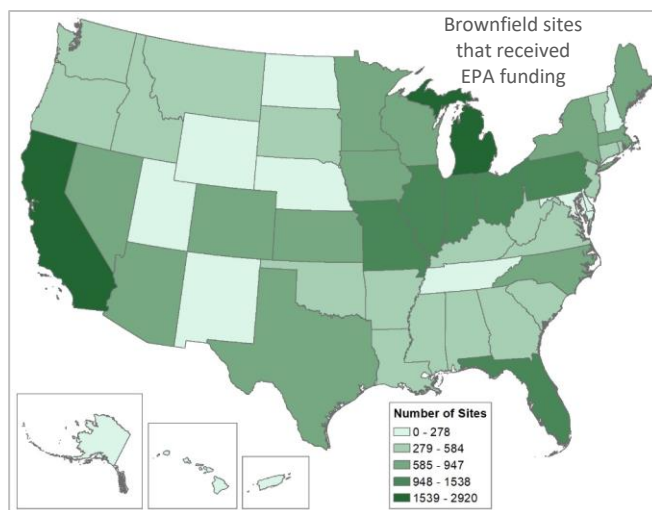 Brownfield sites
that received
EPA funding
Number of Sites
0 - 278
279 - 584
585 - 947
948 - 1538
1539 - 2920